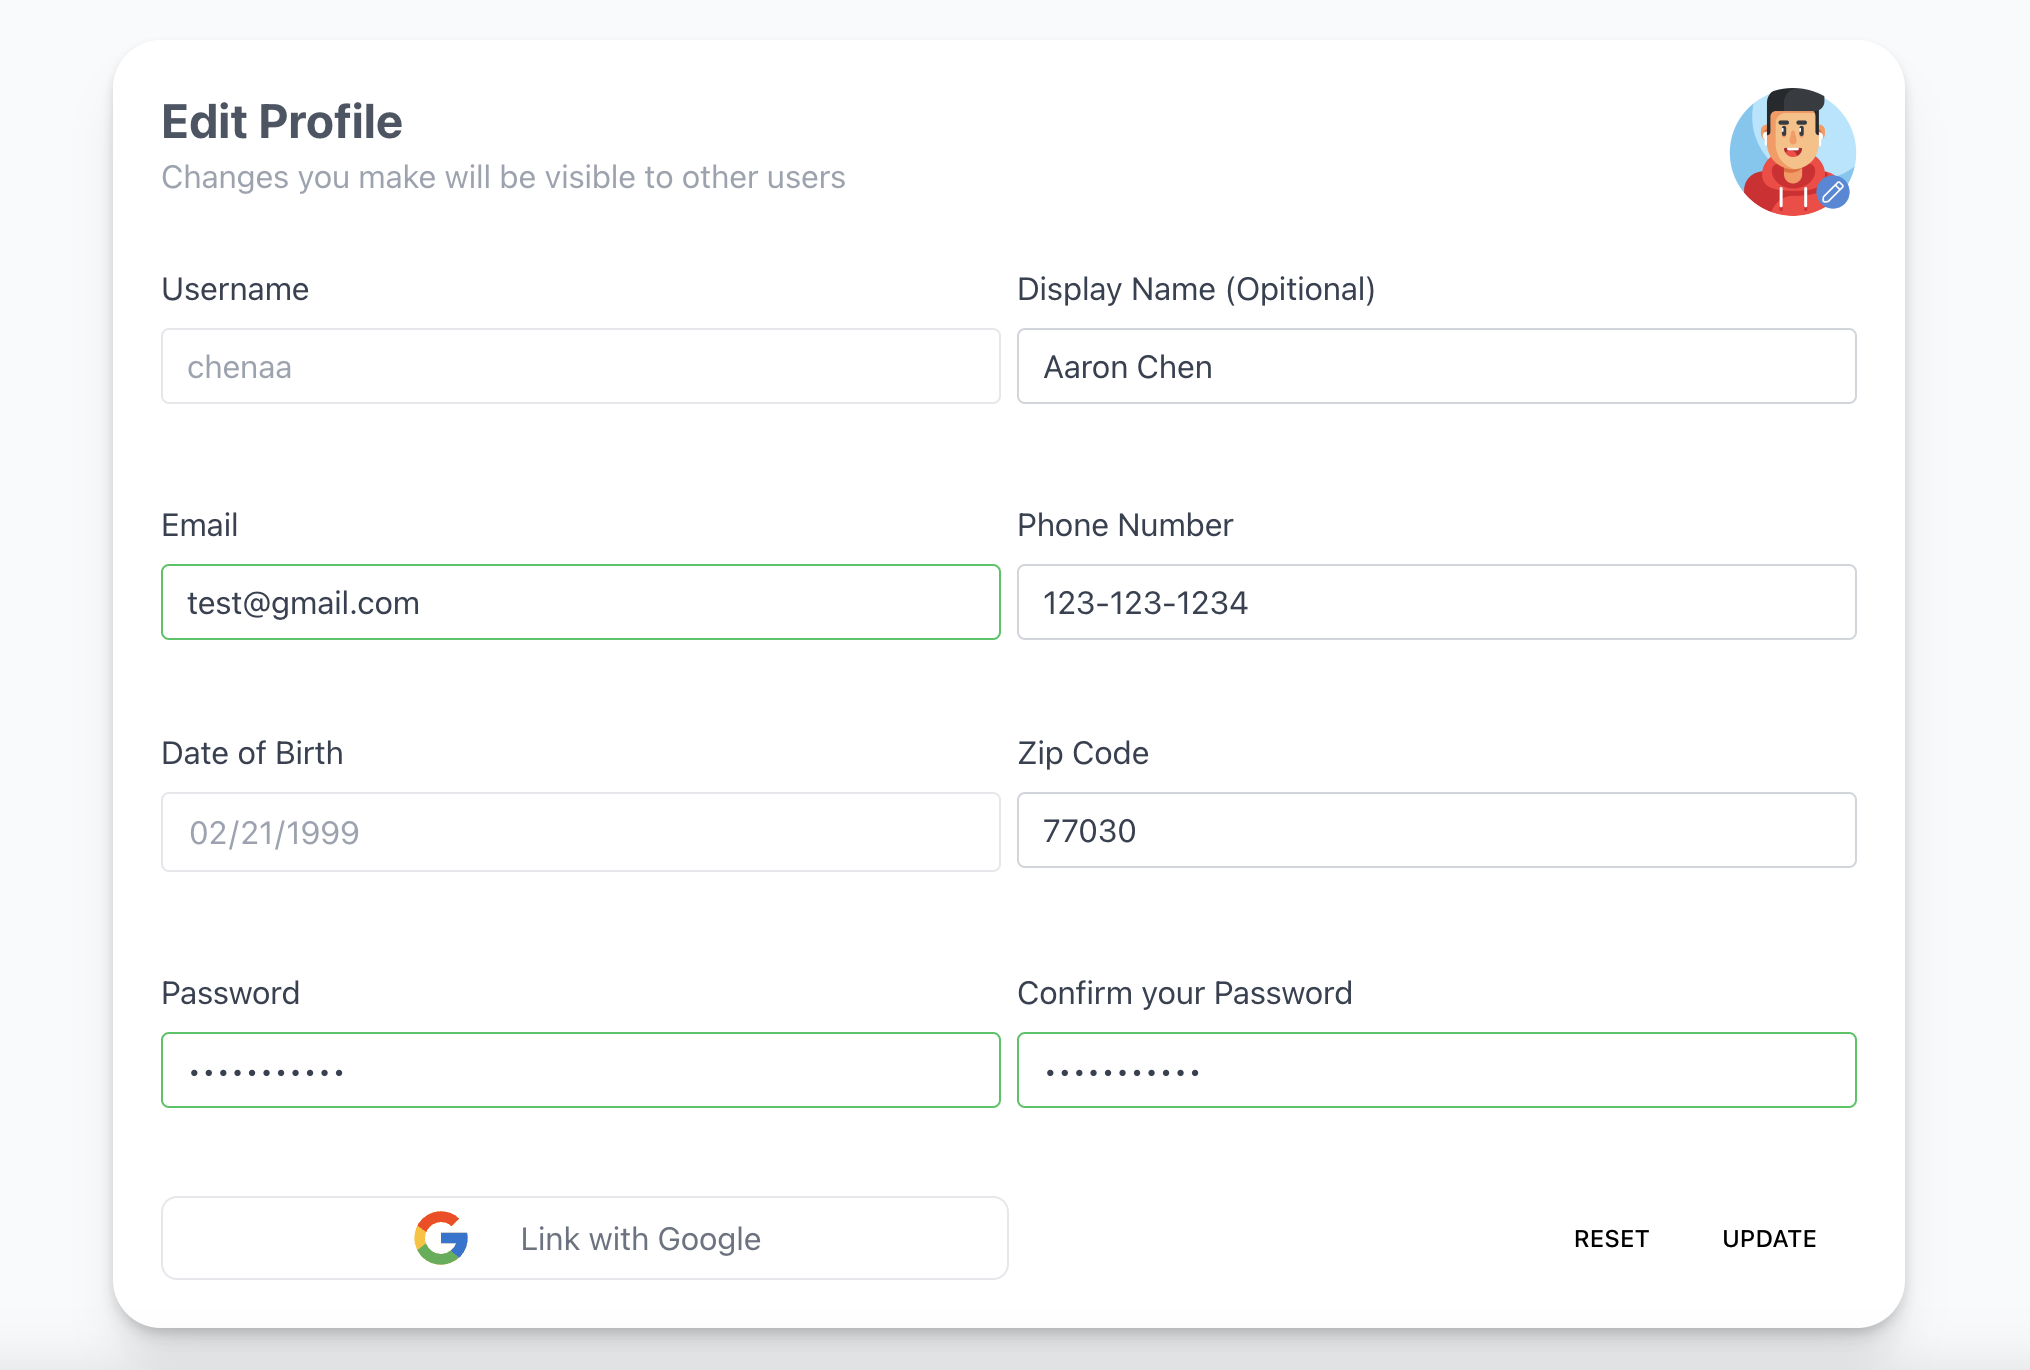 Edit Profile
Changes you make will be visible to other users
Username
Display Name (Opitional)
chenaa
Aaron Chen
Email
Phone Number
test@gmail.com
123-123-1234
Date of Birth
Zip Code
02/21/1999
77030
Password
Confirm your Password
•••••••••••
•••••••••••
Link with Google
RESET
UPDATE